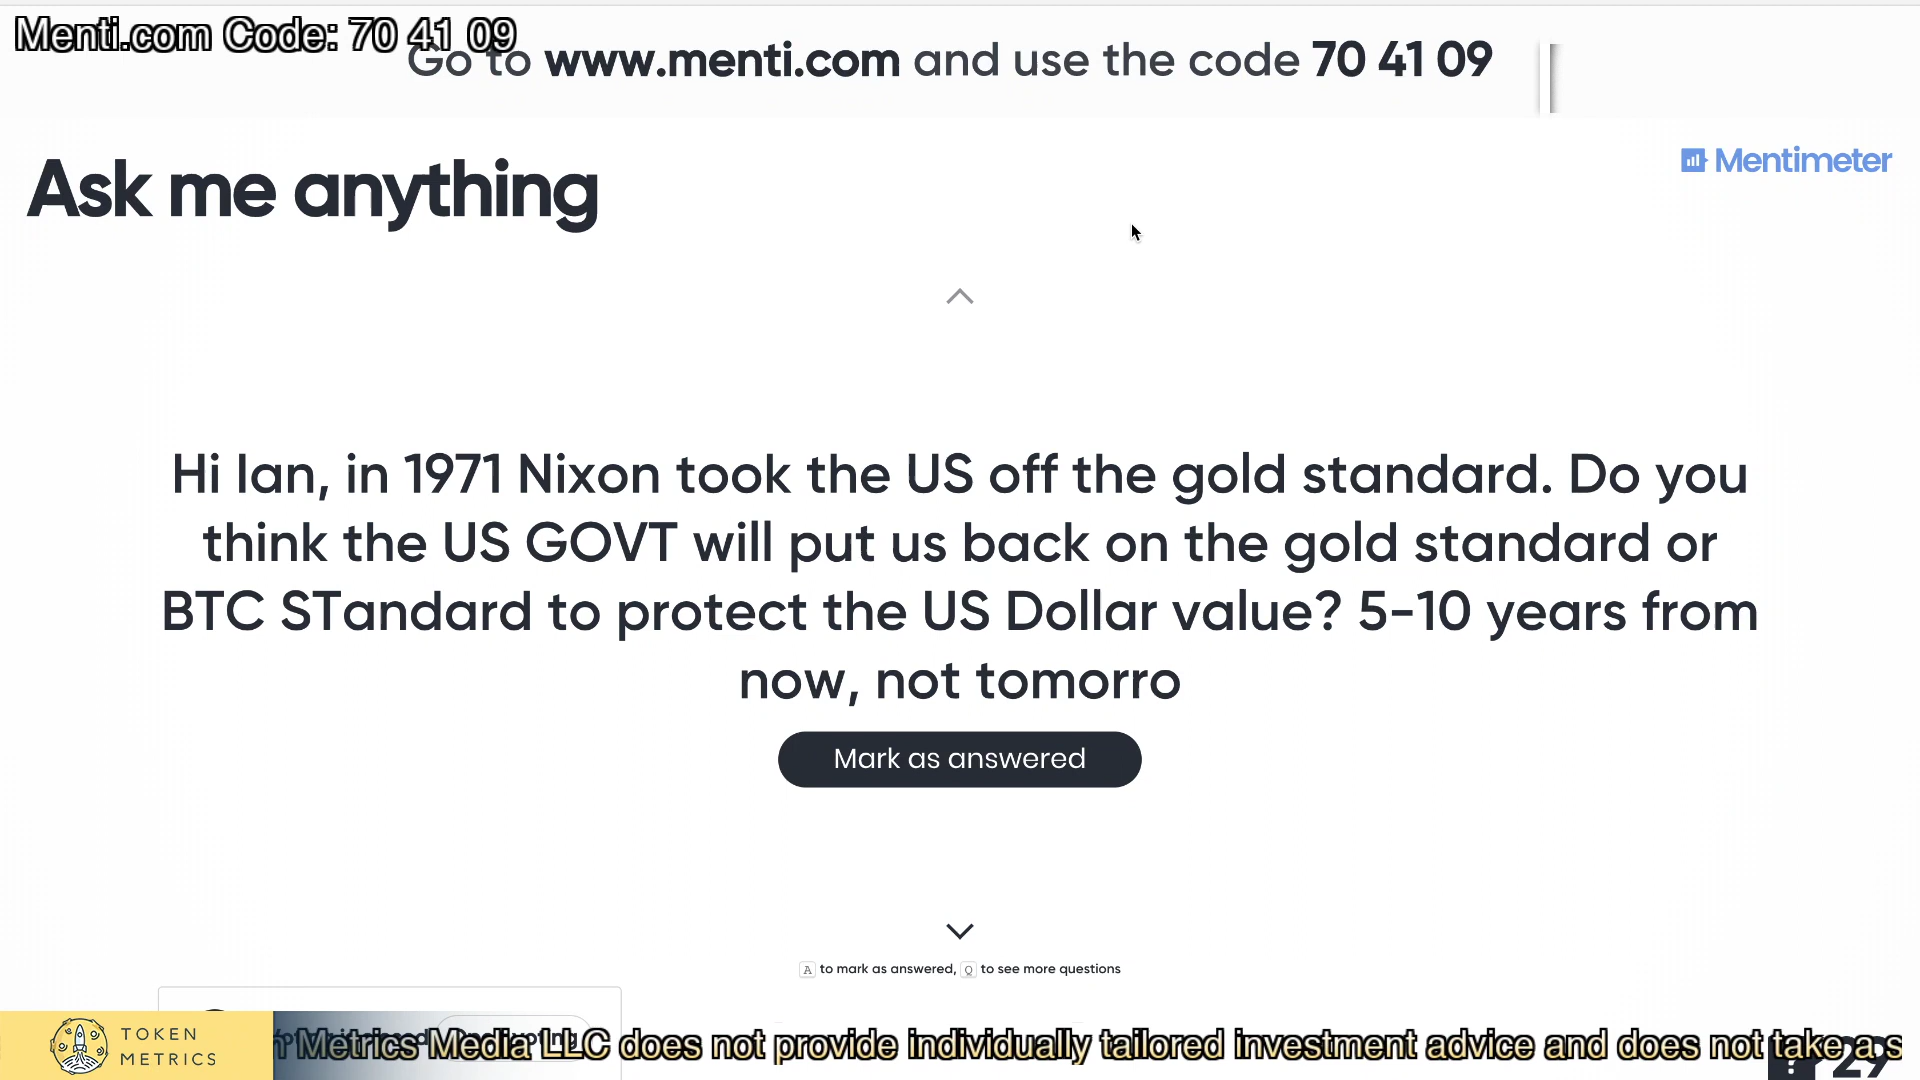 Menti.com Code: 70 41 09
Go to www.menti.com and use the code 70 41 09
Ask me anything
Mentimeter
Hi Ian, in 1971 Nixon took the US off the gold standard. Do you
think the US GOVT will put us back on the gold standard or
BTC STandard to protect the US Dollar value? 5-10 years from
now, not tomorro
Mark as answered
A to mark as answered, Q to see more questions
TOKEN
METRICS
Metrics Media LLC does not provide individually tailored investment advice and does not take a s
? 29